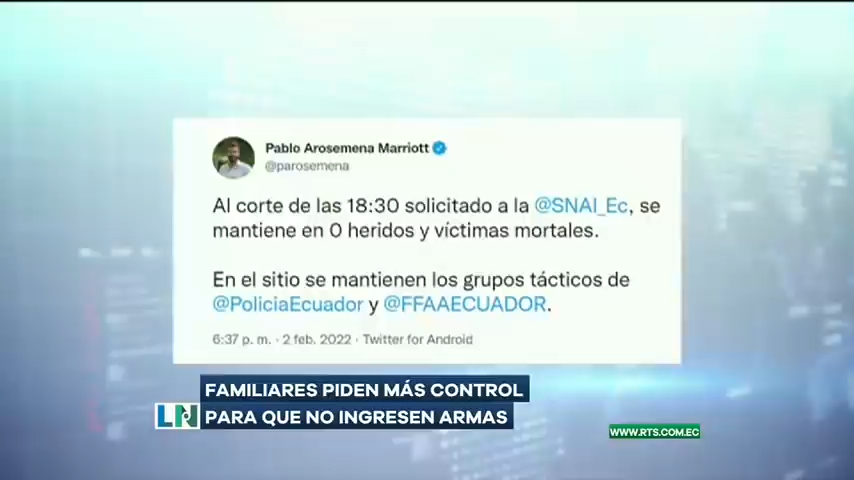 Pablo Arosemena Marriott
@parosemena
Al corte de las 18:30 solicitado a la @SNAI_Ec, se
mantiene en 0 heridos y víctimas mortales.
En el sitio se mantienen los grupos tácticos de
@PoliciaEcuador y @FFAAECUADOR.
6:37 p. m. · 2 feb. 2022 · Twitter for Android
FAMILIARES PIDEN MÁS CONTROL
LN PARA QUE NO INGRESEN ARMAS
WWW.RTS.COM.EC